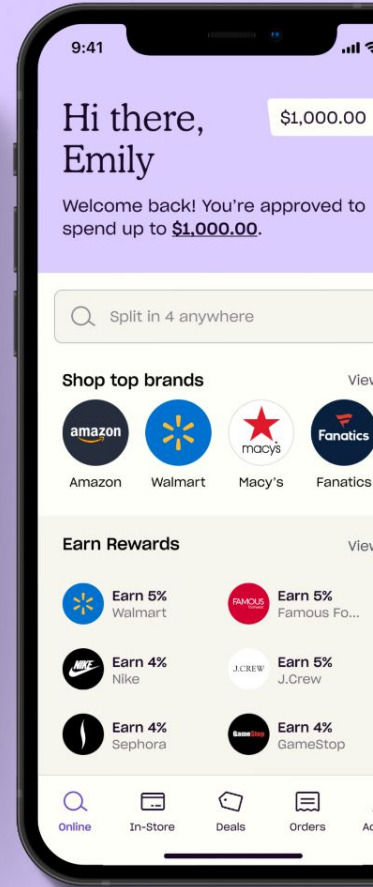 9:41
Hi there,
Emily
$1,000.00
Welcome back! You're approved to
spend up to $1,000.00.
Split in 4 anywhere
Shop top brands
View
amazon
macy's
Fanatics
Amazon Walmart Macy's Fanatics
Earn Rewards
View
Earn 5%
Walmart
FAMOUS
Earn 5%
Famous Fo...
NIKE
Earn 4%
Nike
J.CREW
Earn 5%
J.Crew
Earn 4%
Sephora
GameStop
Earn 4%
GameStop
Online In-Store Deals Orders